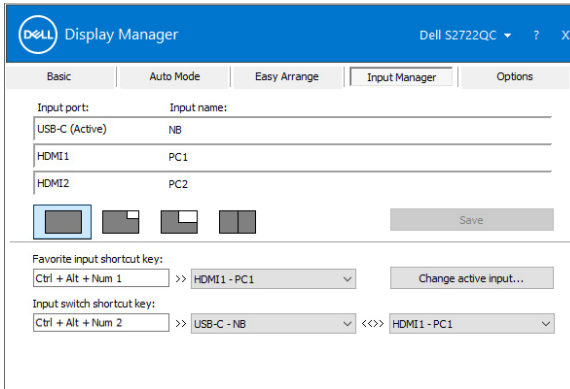 DELL Display Manager Dell S2722QC ? X
Basic Auto Mode Easy Arrange Input Manager Options
Input port: Input name:
USB-C (Active) NB
HDMI1 PC1
HDMI2 PC2
Save
Favorite input shortcut key:
Ctrl + Alt + Num 1 >> HDMI1 - PC1 Change active input...
Input switch shortcut key:
Ctrl + Alt + Num 2 >> USB-C - NB <<>> HDMI1 - PC1